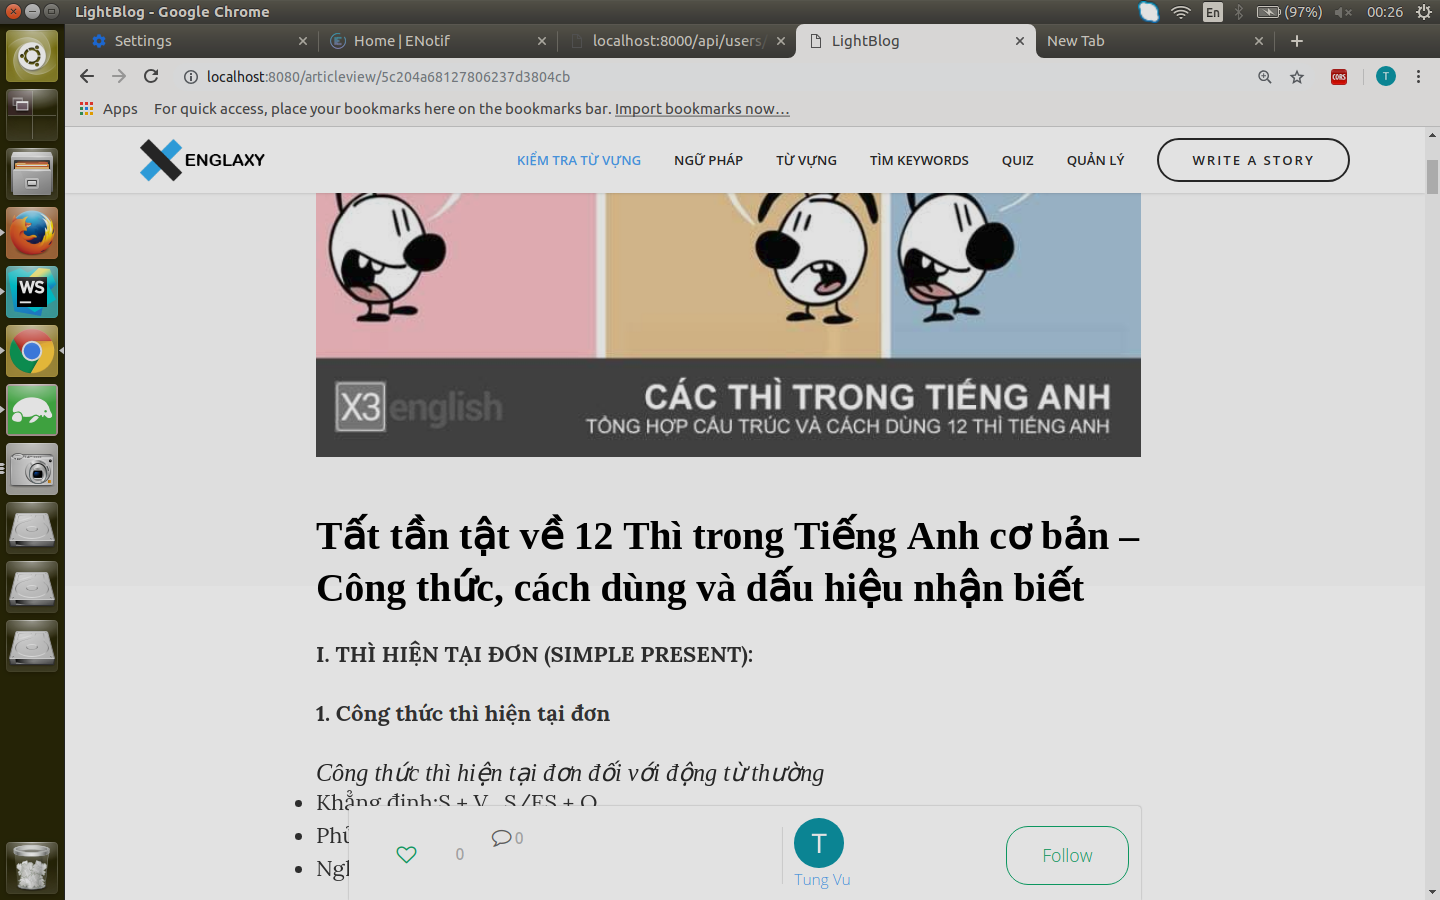 LightBlog - Google Chrome
En
(97%)
00:26
Settings
Home | ENotif
localhost:8000/api/users/
LightBlog
New Tab
localhost:8080/articleview/5c204a68127806237d3804cb
CORS
T
Apps
For quick access, place your bookmarks here on the bookmarks bar. Import bookmarks now...
ENGLAXY
KIỂM TRA TỪ VỰNG
NGỮ PHÁP
TỪ VỰNG
TÌM KEYWORDS
QUIZ
QUẢN LÝ
WRITE A STORY
WS
X3 english
CÁC THÌ TRONG TIẾNG ANH
TỔNG HỢP CẤU TRÚC VÀ CÁCH DÙNG 12 THÌ TIẾNG ANH
Tất tần tật về 12 Thì trong Tiếng Anh cơ bản –
Công thức, cách dùng và dấu hiệu nhận biết
I. THÌ HIỆN TẠI ĐƠN (SIMPLE PRESENT):
1. Công thức thì hiện tại đơn
Công thức thì hiện tại đơn đối với động từ thường
Khẳng định:S + V_S/ES + O
0
0
T
Tung Vu
Follow